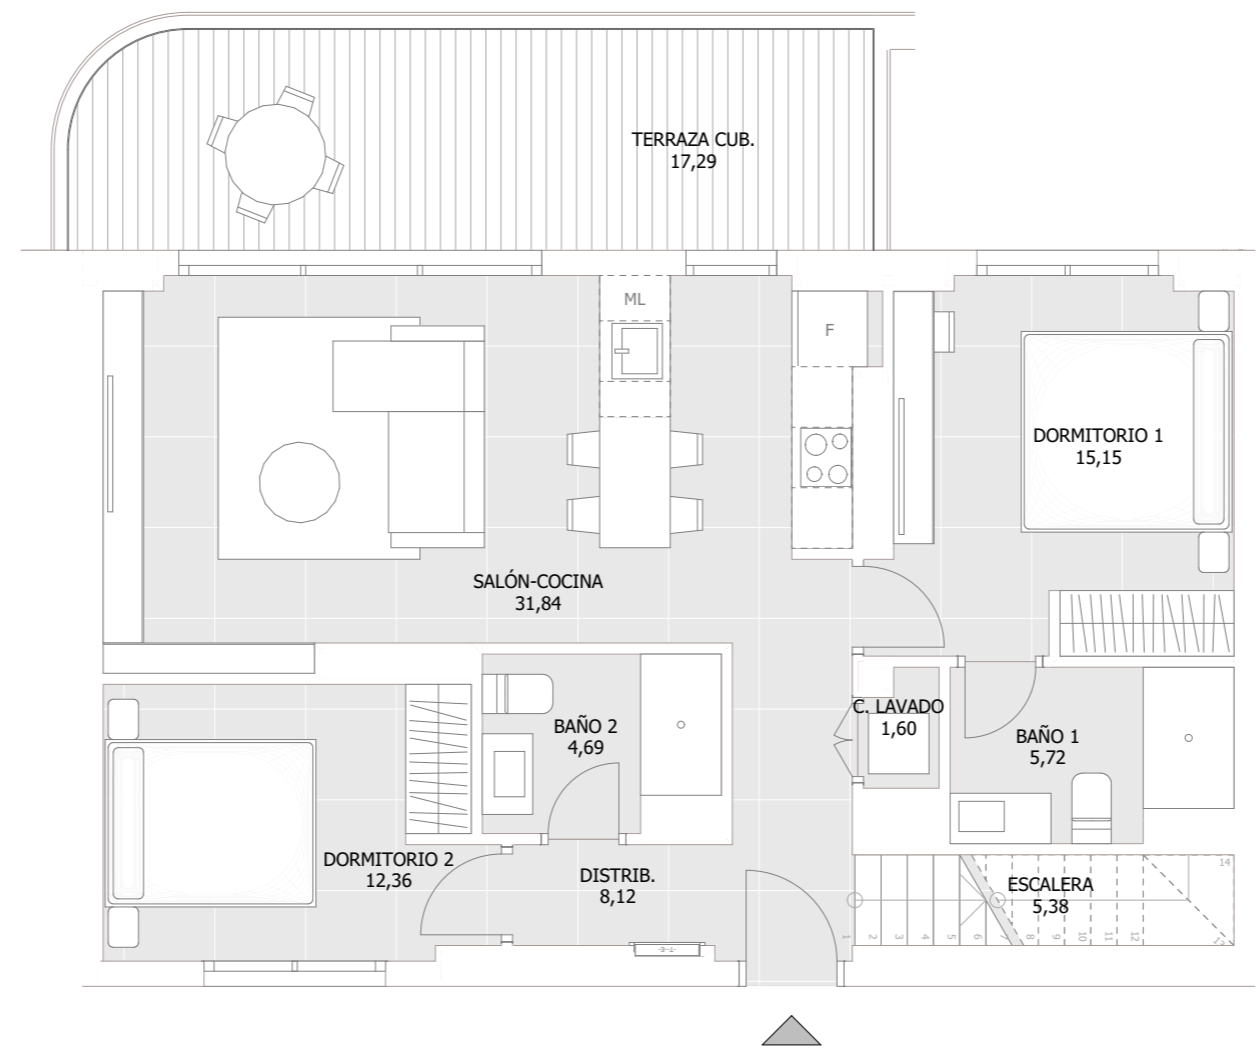 TERRAZA CUB.
17,29
ML
F
DORMITORIO 1
15,15
SALÓN-COCINA
31,84
C. LAVADO
1,60
BAÑO 2
4,69
BAÑO 1
5,72
DORMITORIO 2
12,36
DISTRIB.
8,12
ESCALERA
5,38
14
1 2 3 4 5 6 7 8 9 10 11 12 13
-T-E-